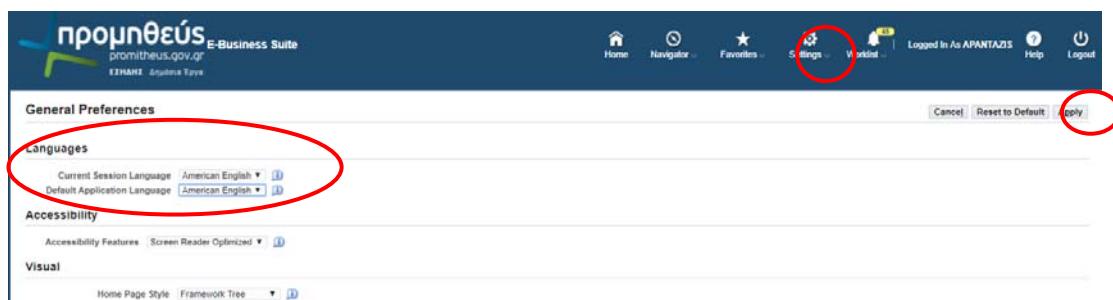 προμηθεύς E-Business Suite
promitheus.gov.gr
ΕΣΗΔΗΣ Δημόσια Έργα
Home Navigator Favorites Settings Worklist 43 Logged In As APANTAZIS Help Logout
General Preferences
Cancel Reset to Default Apply
Languages
Current Session Language American English
Default Application Language American English
Accessibility
Accessibility Features Screen Reader Optimized
Visual
Home Page Style Framework Tree